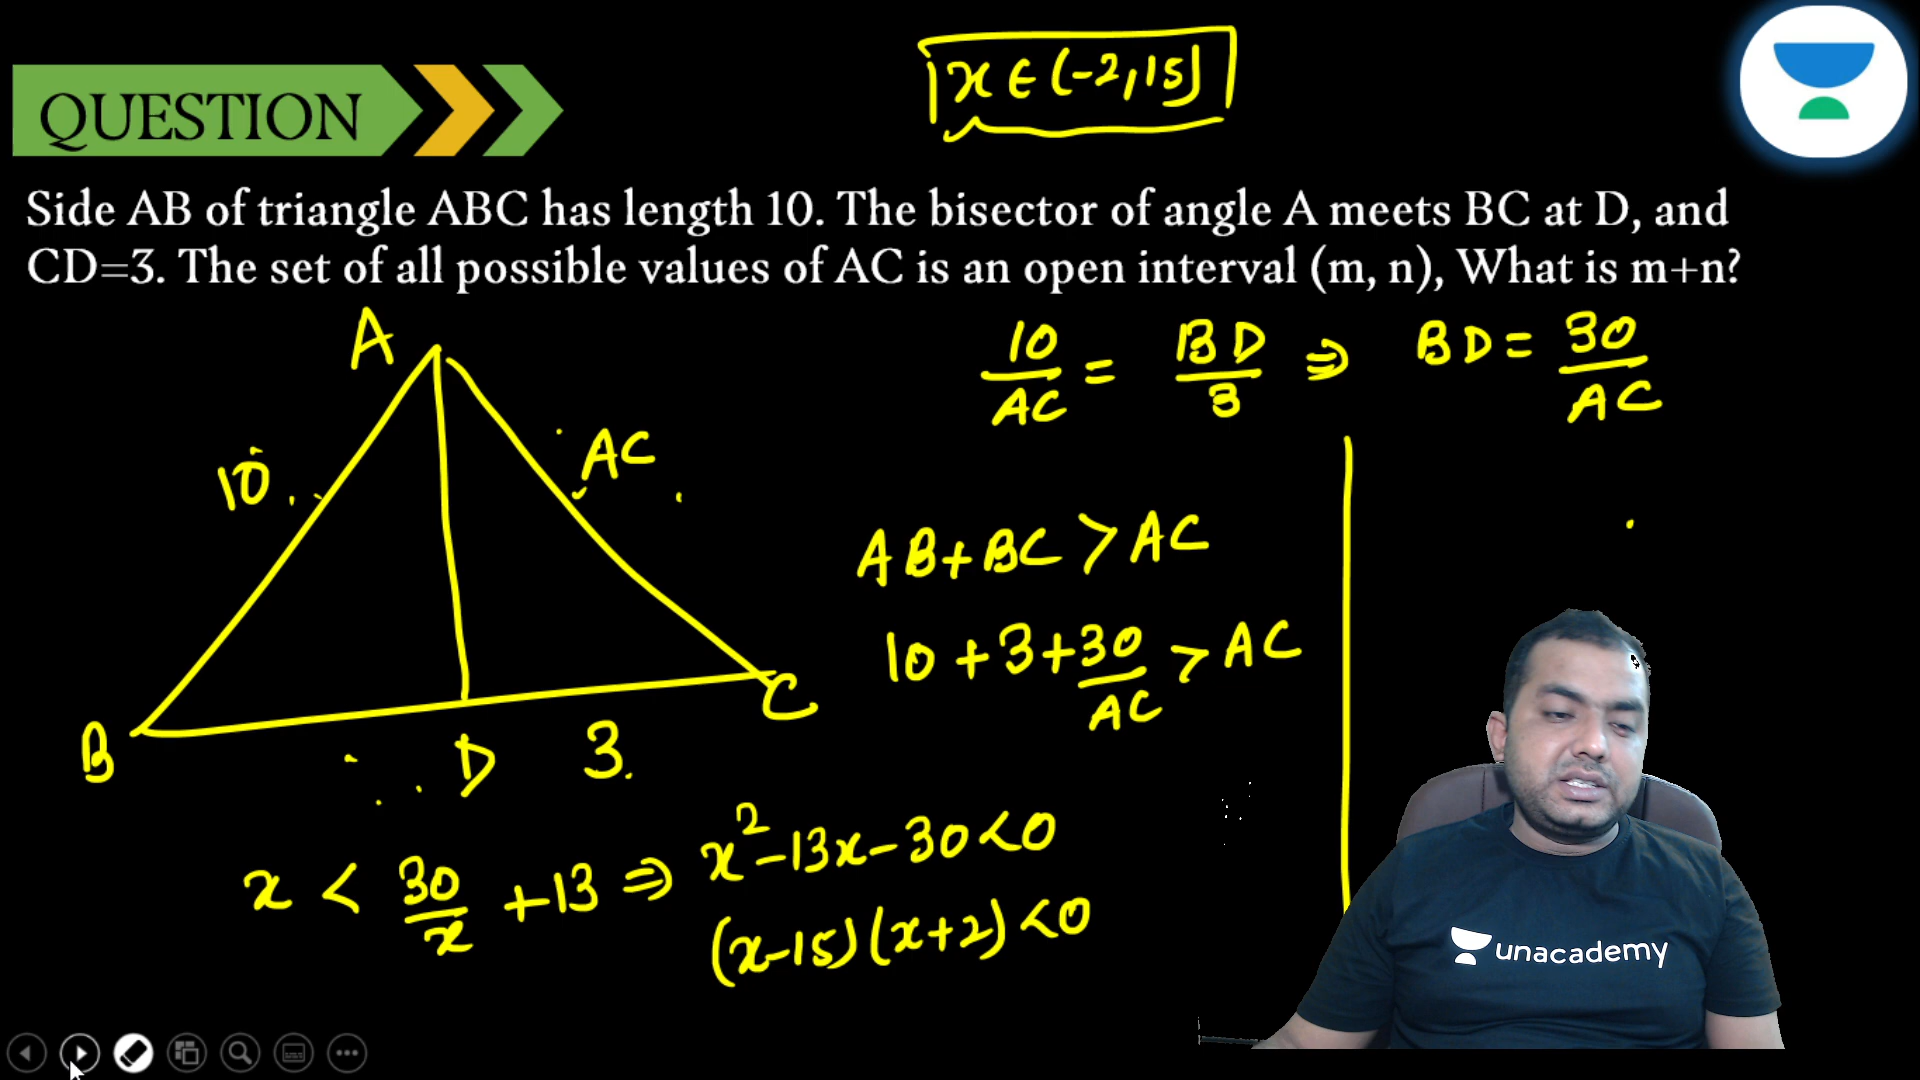 x ∈ (-2,15)
QUESTION
Side AB of triangle ABC has length 10. The bisector of angle A meets BC at D, and
CD=3. The set of all possible values of AC is an open interval (m, n), What is m+n?
A
10
AC
B
D
3
C
10/AC = BD/3 ⇒ BD = 30/AC
AB+BC > AC
10 + 3 + 30/AC > AC
x < 30/x + 13 ⇒ x² - 13x - 30 < 0
(x-15)(x+2) < 0
unacademy